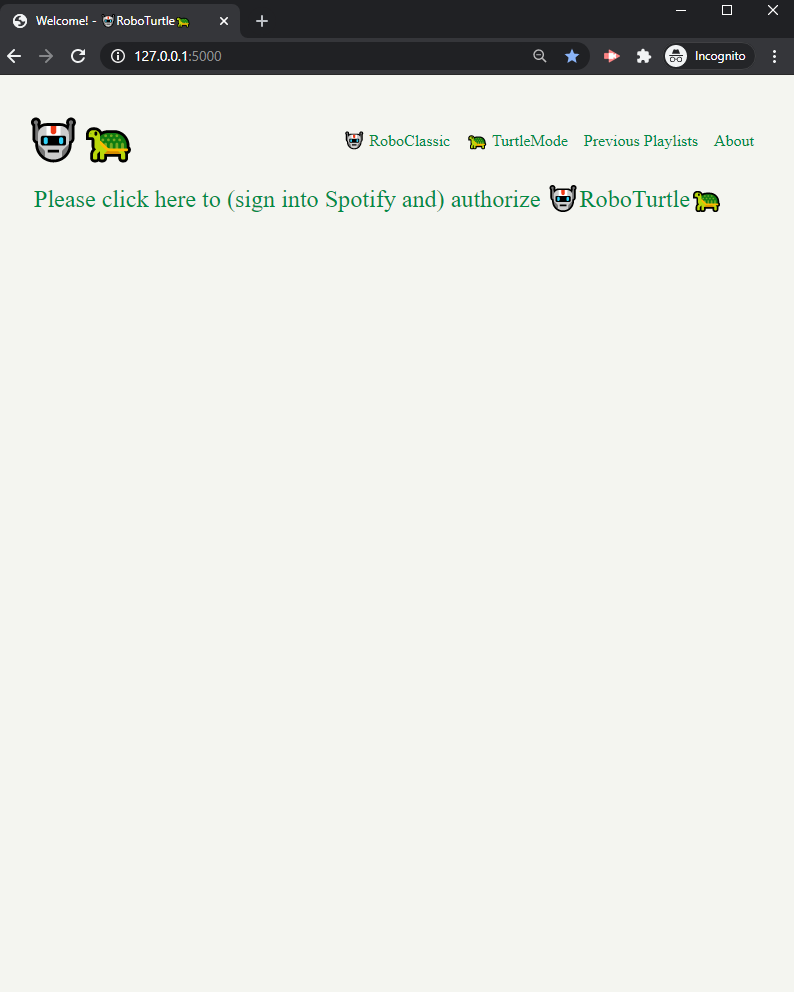 Welcome! - 🤖RoboTurtle🐢
127.0.0.1:5000
Incognito
🤖 RoboClassic 🐢 TurtleMode Previous Playlists About
Please click here to (sign into Spotify and) authorize 🤖RoboTurtle🐢